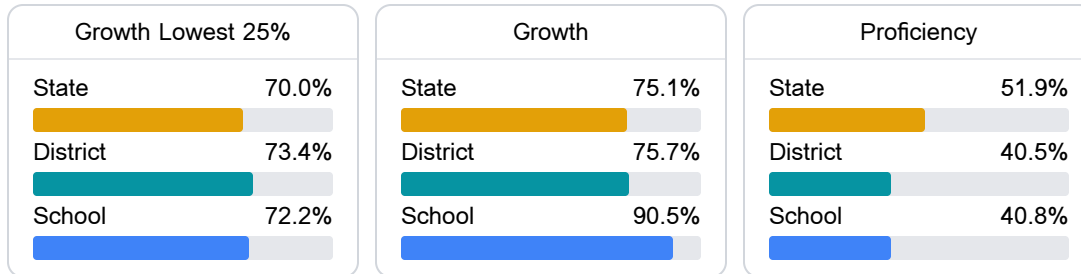 Growth Lowest 25%
State 70.0%
District 73.4%
School 72.2%
Growth
State 75.1%
District 75.7%
School 90.5%
Proficiency
State 51.9%
District 40.5%
School 40.8%